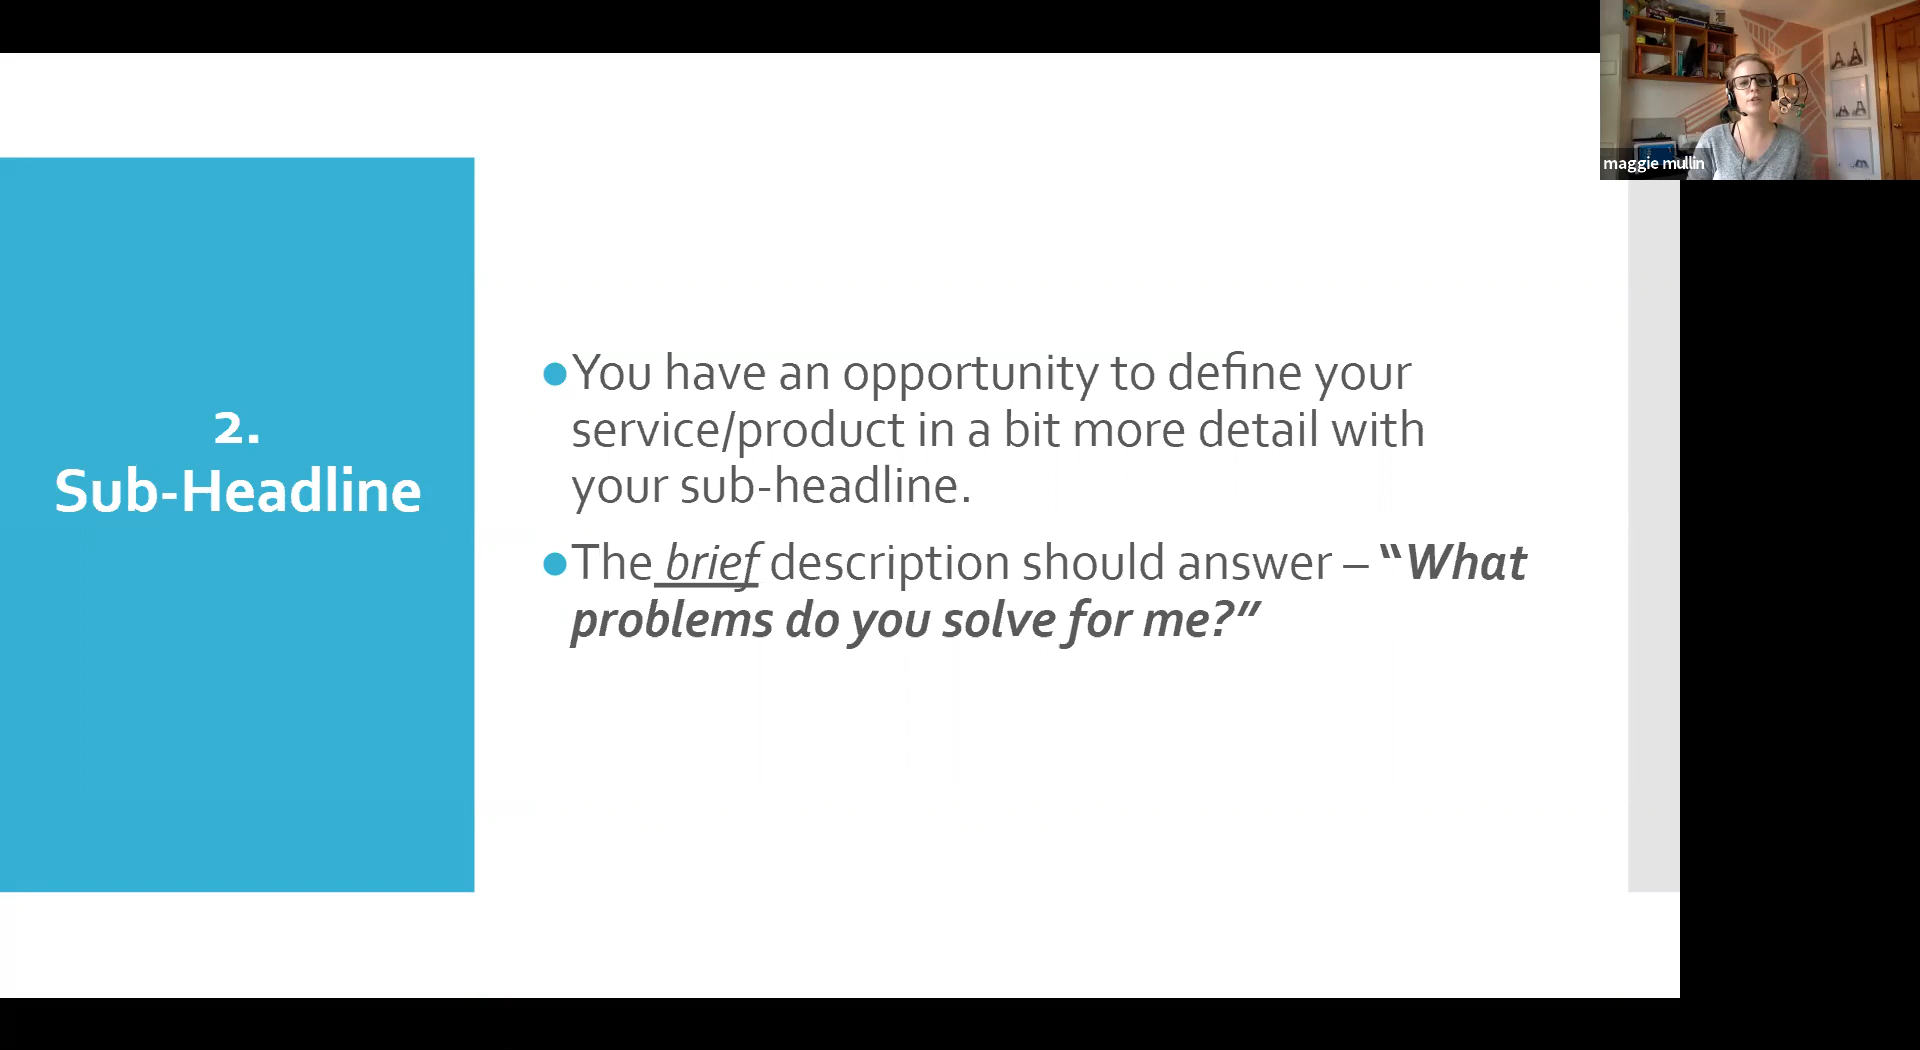 2.
Sub-Headline
●You have an opportunity to define your
service/product in a bit more detail with
your sub-headline.
●The brief description should answer – “What
problems do you solve for me?”
maggie mullin